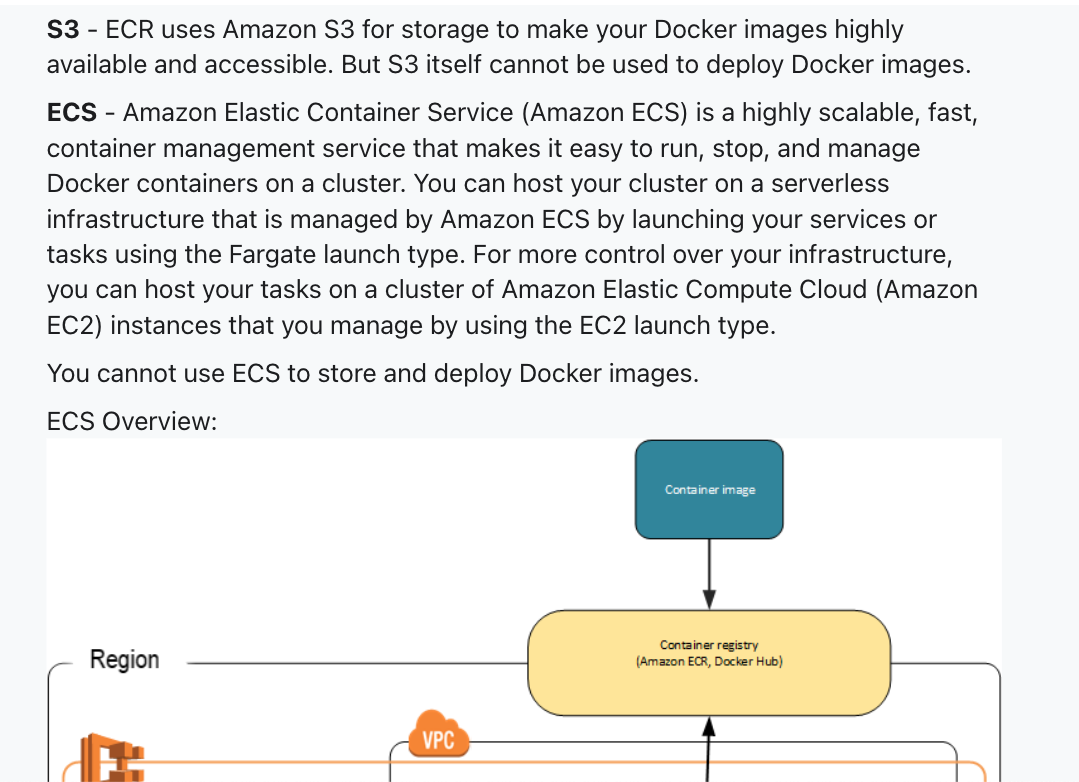 S3 - ECR uses Amazon S3 for storage to make your Docker images highly
available and accessible. But S3 itself cannot be used to deploy Docker images.
ECS - Amazon Elastic Container Service (Amazon ECS) is a highly scalable, fast,
container management service that makes it easy to run, stop, and manage
Docker containers on a cluster. You can host your cluster on a serverless
infrastructure that is managed by Amazon ECS by launching your services or
tasks using the Fargate launch type. For more control over your infrastructure,
you can host your tasks on a cluster of Amazon Elastic Compute Cloud (Amazon
EC2) instances that you manage by using the EC2 launch type.
You cannot use ECS to store and deploy Docker images.
ECS Overview:
Container image
Container registry
(Amazon ECR, Docker Hub)
Region
VPC